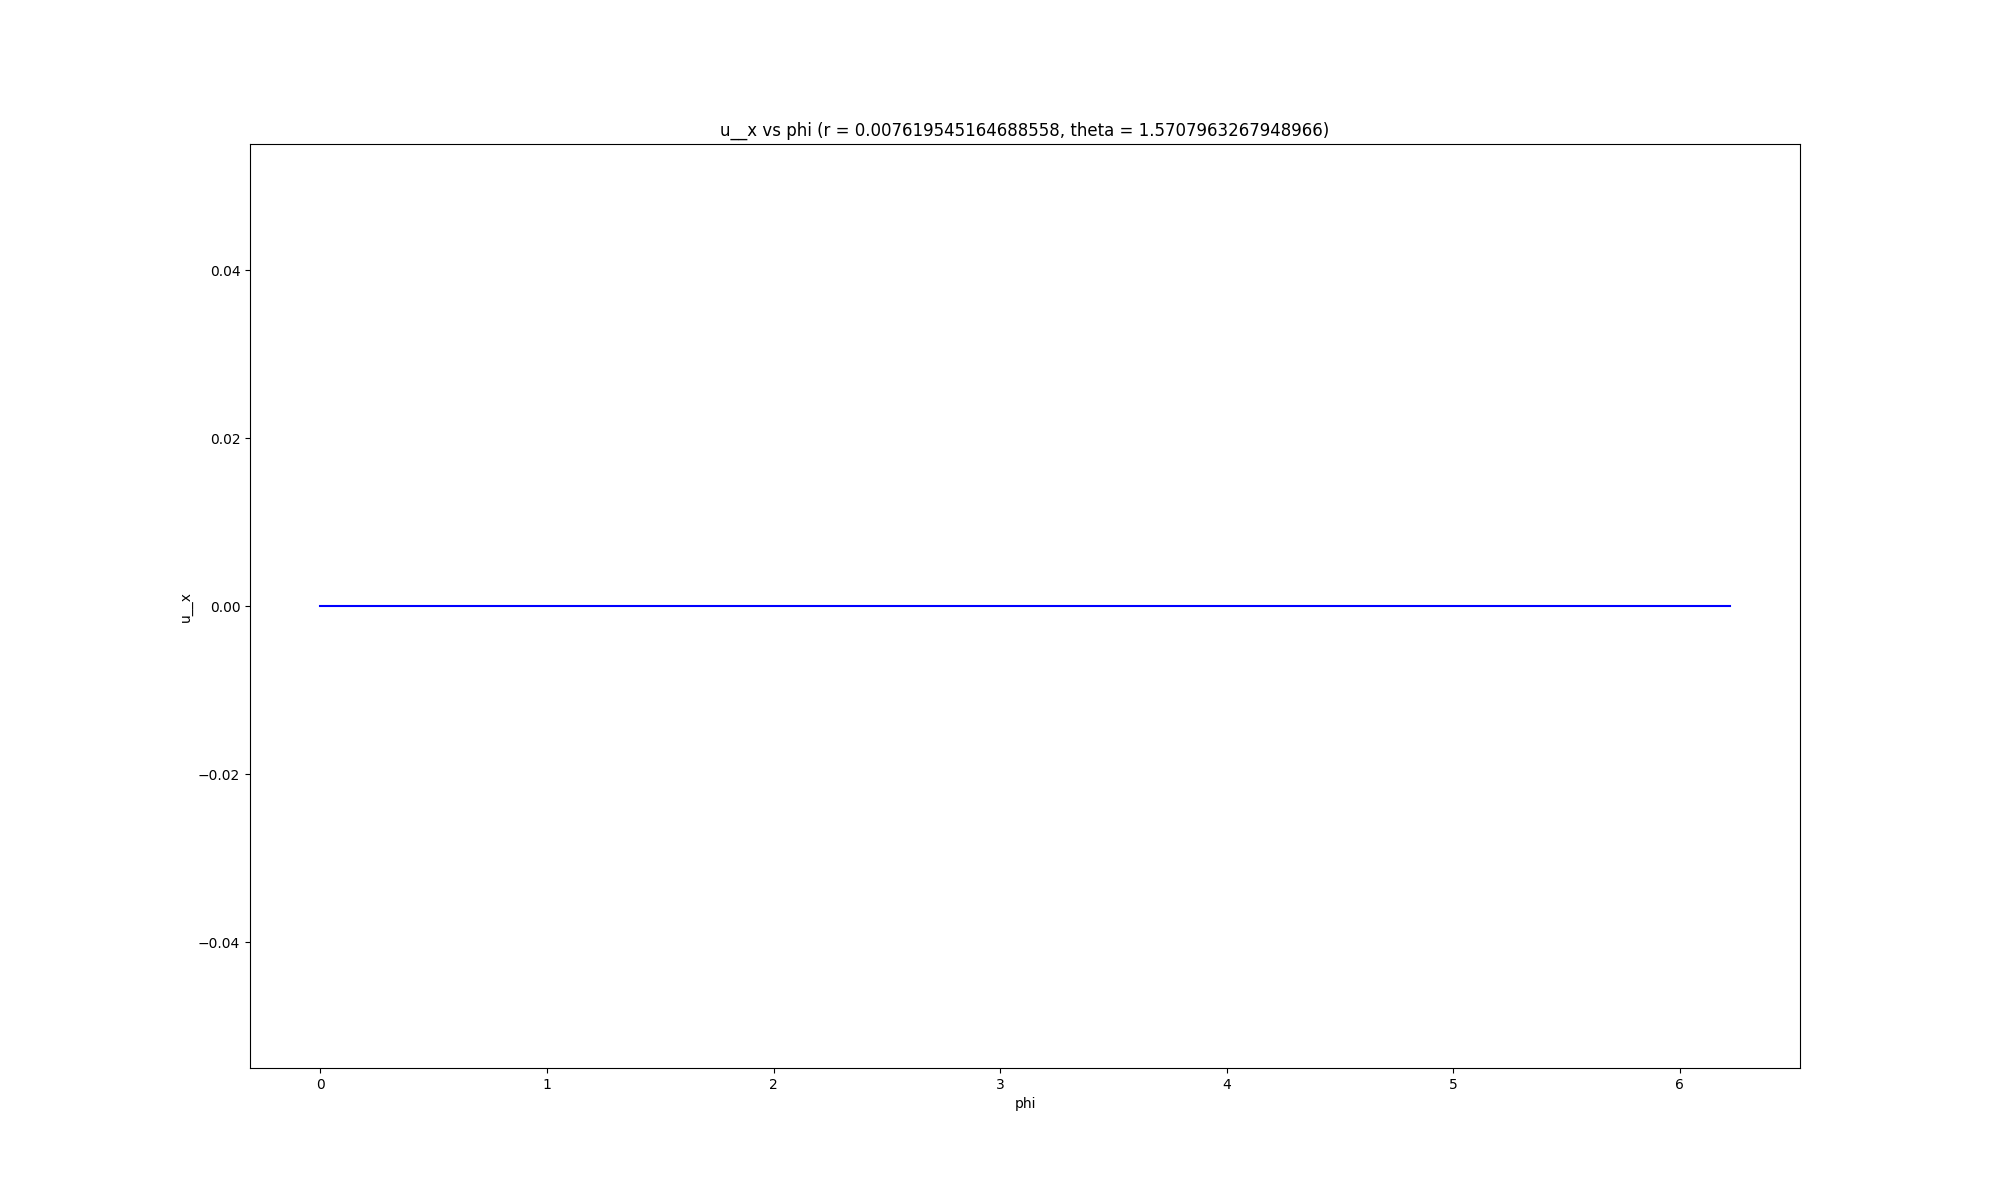 u__x vs phi (r = 0.007619545164688558, theta = 1.5707963267948966)
0.04
0.02
0.00
−0.02
−0.04
u__x
0 1 2 3 4 5 6
phi